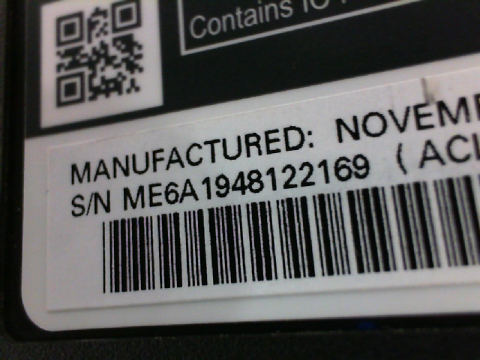 Contains IC
MANUFACTURED: NOVEM
S/N ME6A1948122169 (AC